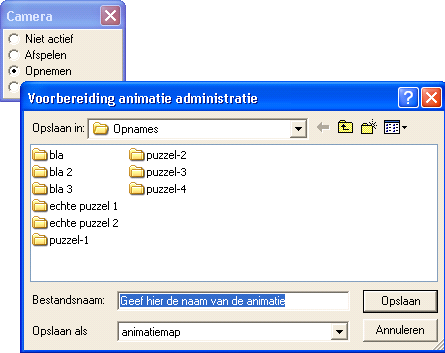 Camera
Niet actief
Afspelen
Opnemen
Voorbereiding animatie administratie
Opslaan in: Opnames
bla
bla 2
bla 3
echte puzzel 1
echte puzzel 2
puzzel-1
puzzel-2
puzzel-3
puzzel-4
Bestandsnaam: Geef hier de naam van de animatie
Opslaan
Opslaan als animatiemap
Annuleren